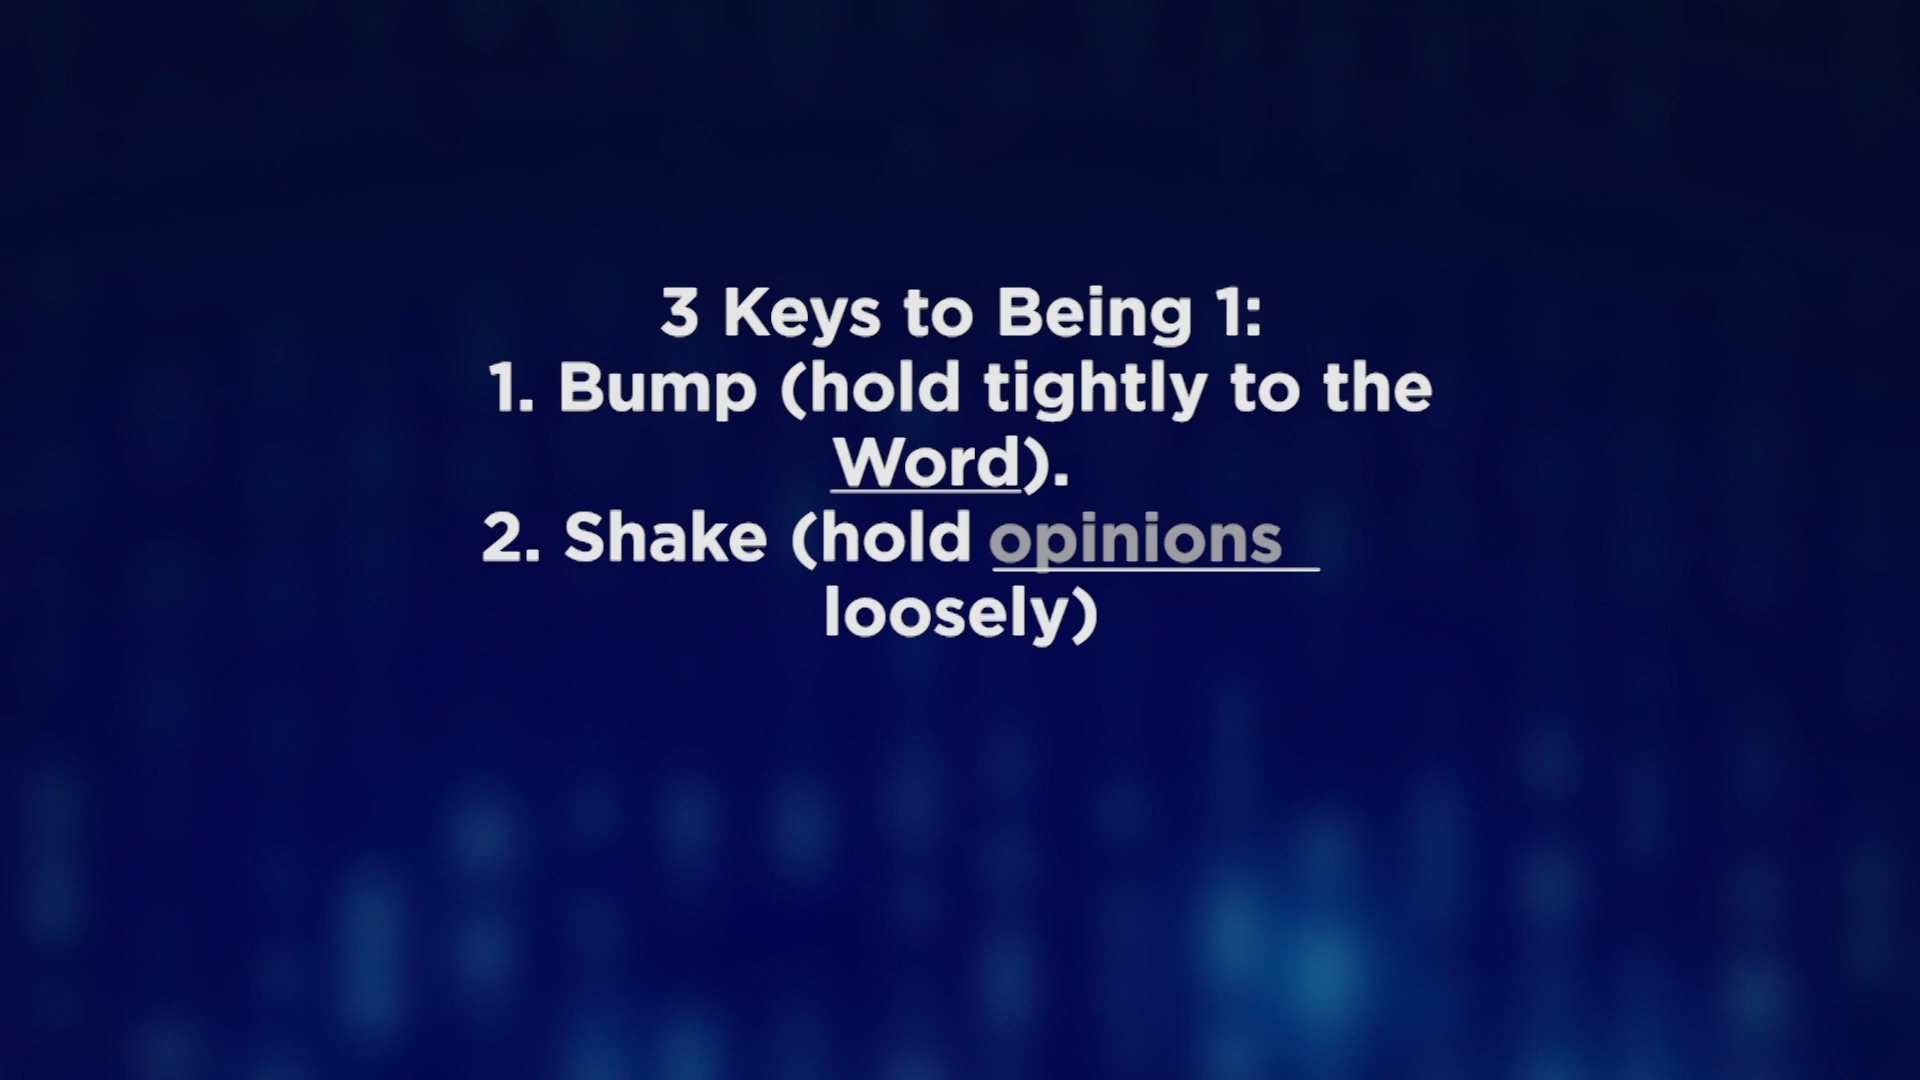 3 Keys to Being 1:
1. Bump (hold tightly to the
Word).
2. Shake (hold opinions
loosely)